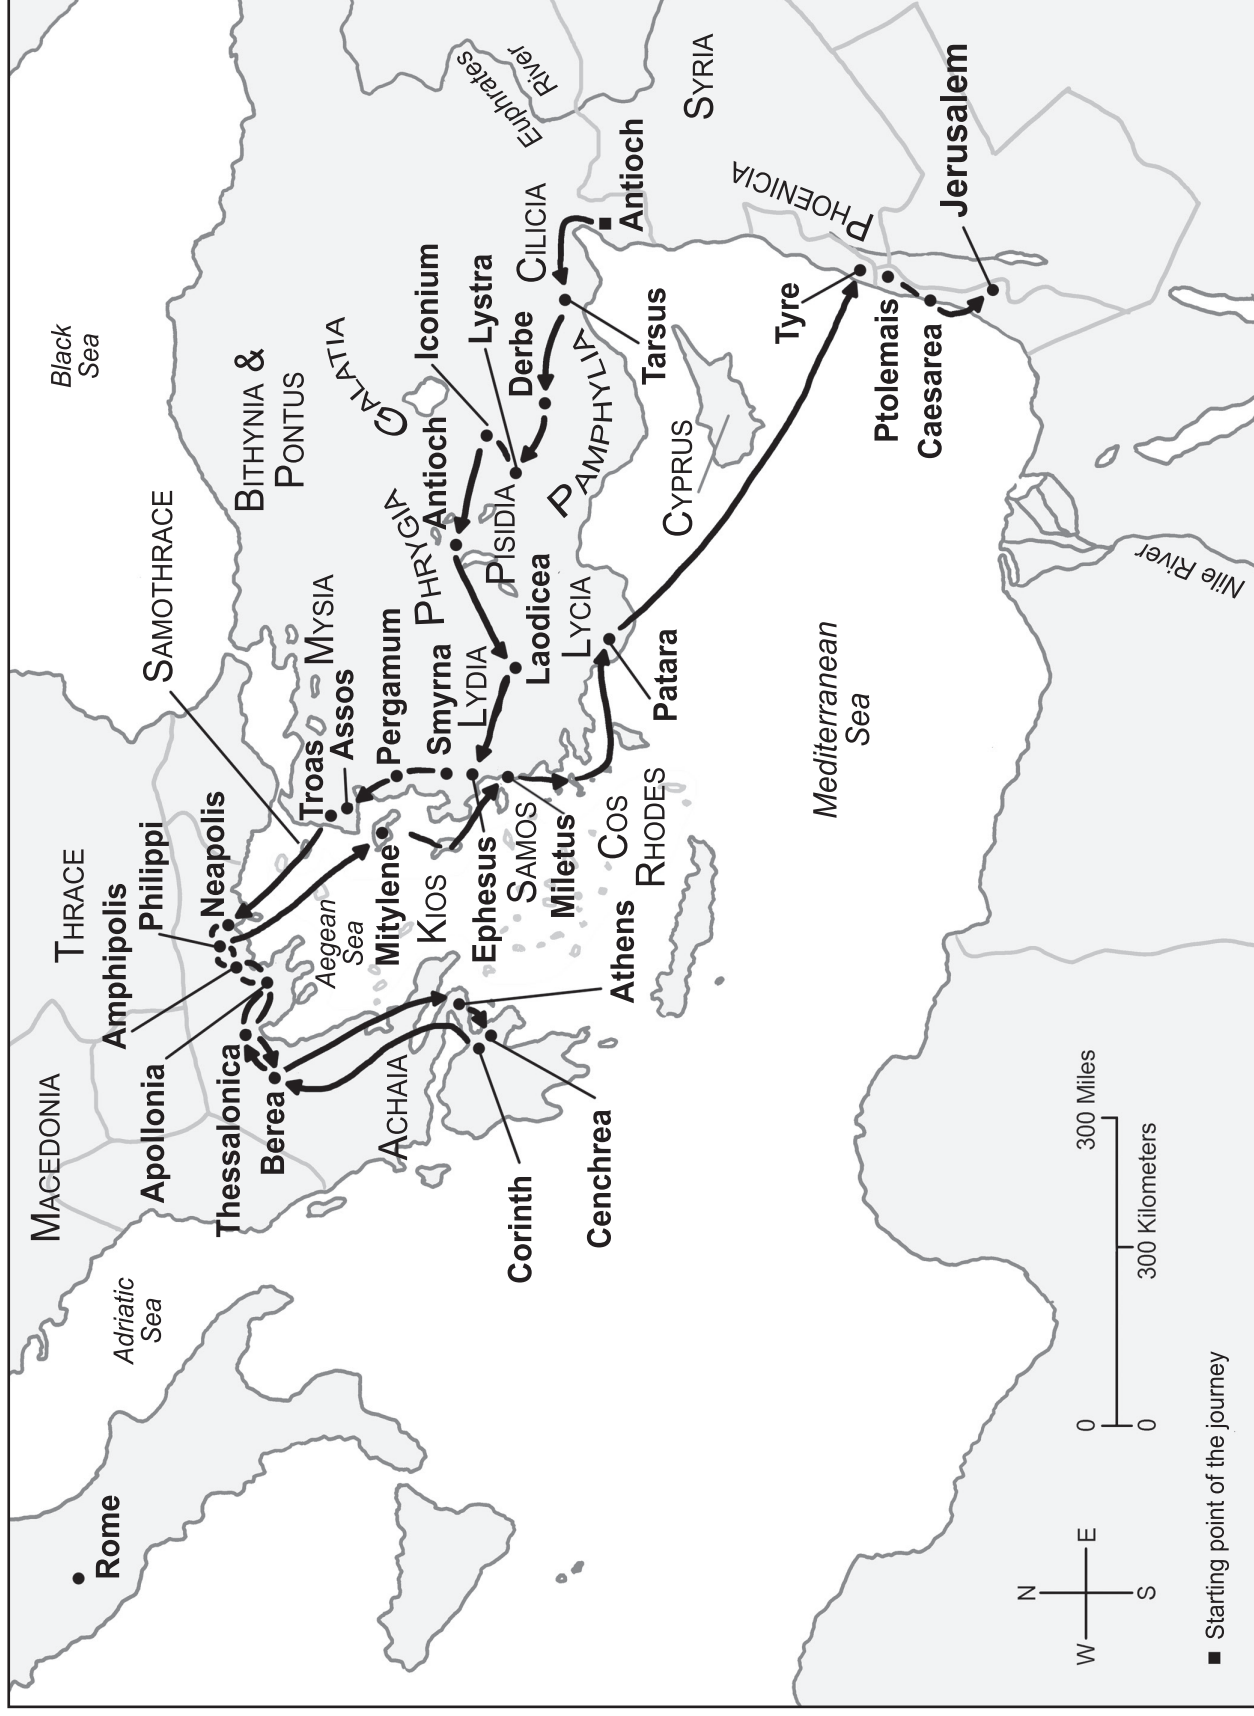 Black
Sea
THRACE
MACEDONIA
SAMOTHRACE
BITHYNIA &
PONTUS
GALATIA
Adriatic
Sea
Rome
Amphipolis
Philippi
Neapolis
Apollonia
Thessalonica
Berea
Troas
Assos
MYSIA
Pergamum
Smyrna
PHRYGIA
Antioch
Iconium
Lystra
Derbe
CILICIA
Euphrates
River
Aegean
Sea
Mitylene
KIOS
ACHAIA
LYDIA
PISIDIA
Laodicea
PAMPHYLIA
Tarsus
Antioch
SYRIA
Ephesus
SAMOS
Miletus
COS
RHODES
LYCIA
Patara
Athens
Corinth
Cenchrea
CYPRUS
PHOENICIA
Tyre
Ptolemais
Caesarea
Jerusalem
Mediterranean
Sea
Nile River
0
300 Miles
0
300 Kilometers
N
W
E
S
■ Starting point of the journey